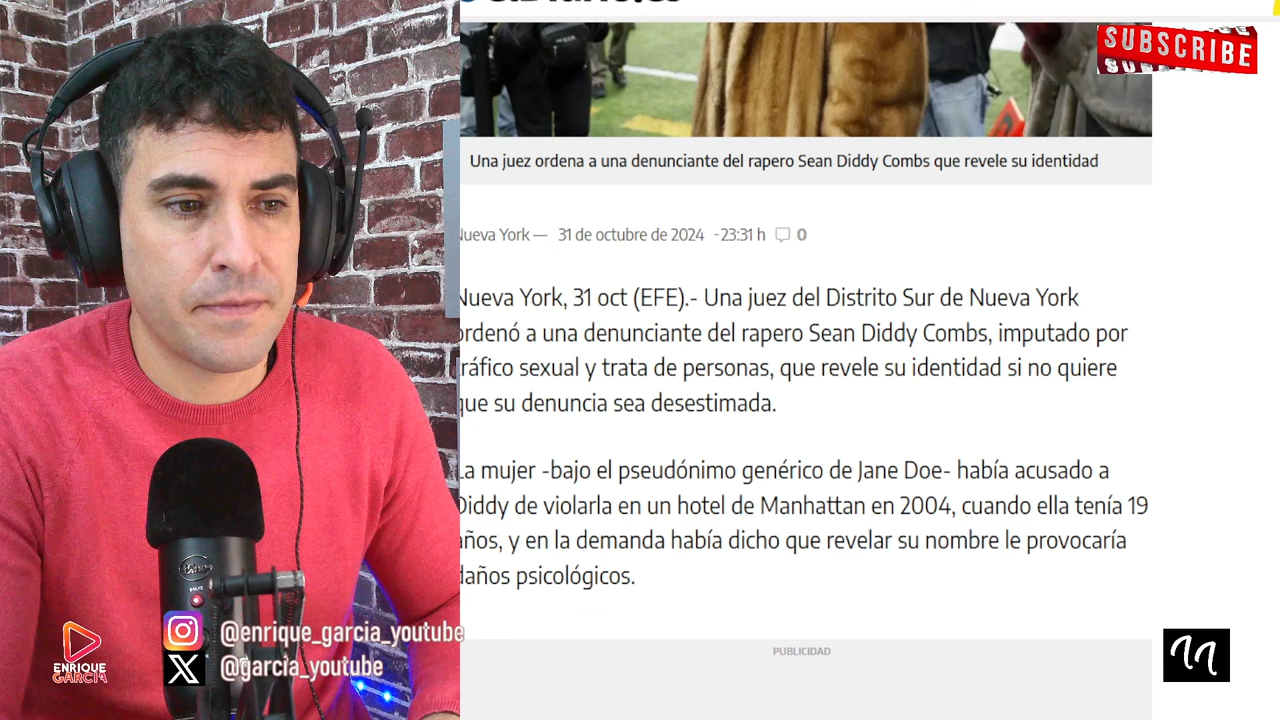 SUBSCRIBE
Una juez ordena a una denunciante del rapero Sean Diddy Combs que revele su identidad
Nueva York — 31 de octubre de 2024 -23:31 h 0
Nueva York, 31 oct (EFE).- Una juez del Distrito Sur de Nueva York
ordenó a una denunciante del rapero Sean Diddy Combs, imputado por
tráfico sexual y trata de personas, que revele su identidad si no quiere
que su denuncia sea desestimada.
La mujer -bajo el pseudónimo genérico de Jane Doe- había acusado a
Diddy de violarla en un hotel de Manhattan en 2004, cuando ella tenía 19
años, y en la demanda había dicho que revelar su nombre le provocaría
daños psicológicos.
PUBLICIDAD
ENRIQUE
GARCIA
@enrique_garcia_youtube
@garcia_youtube